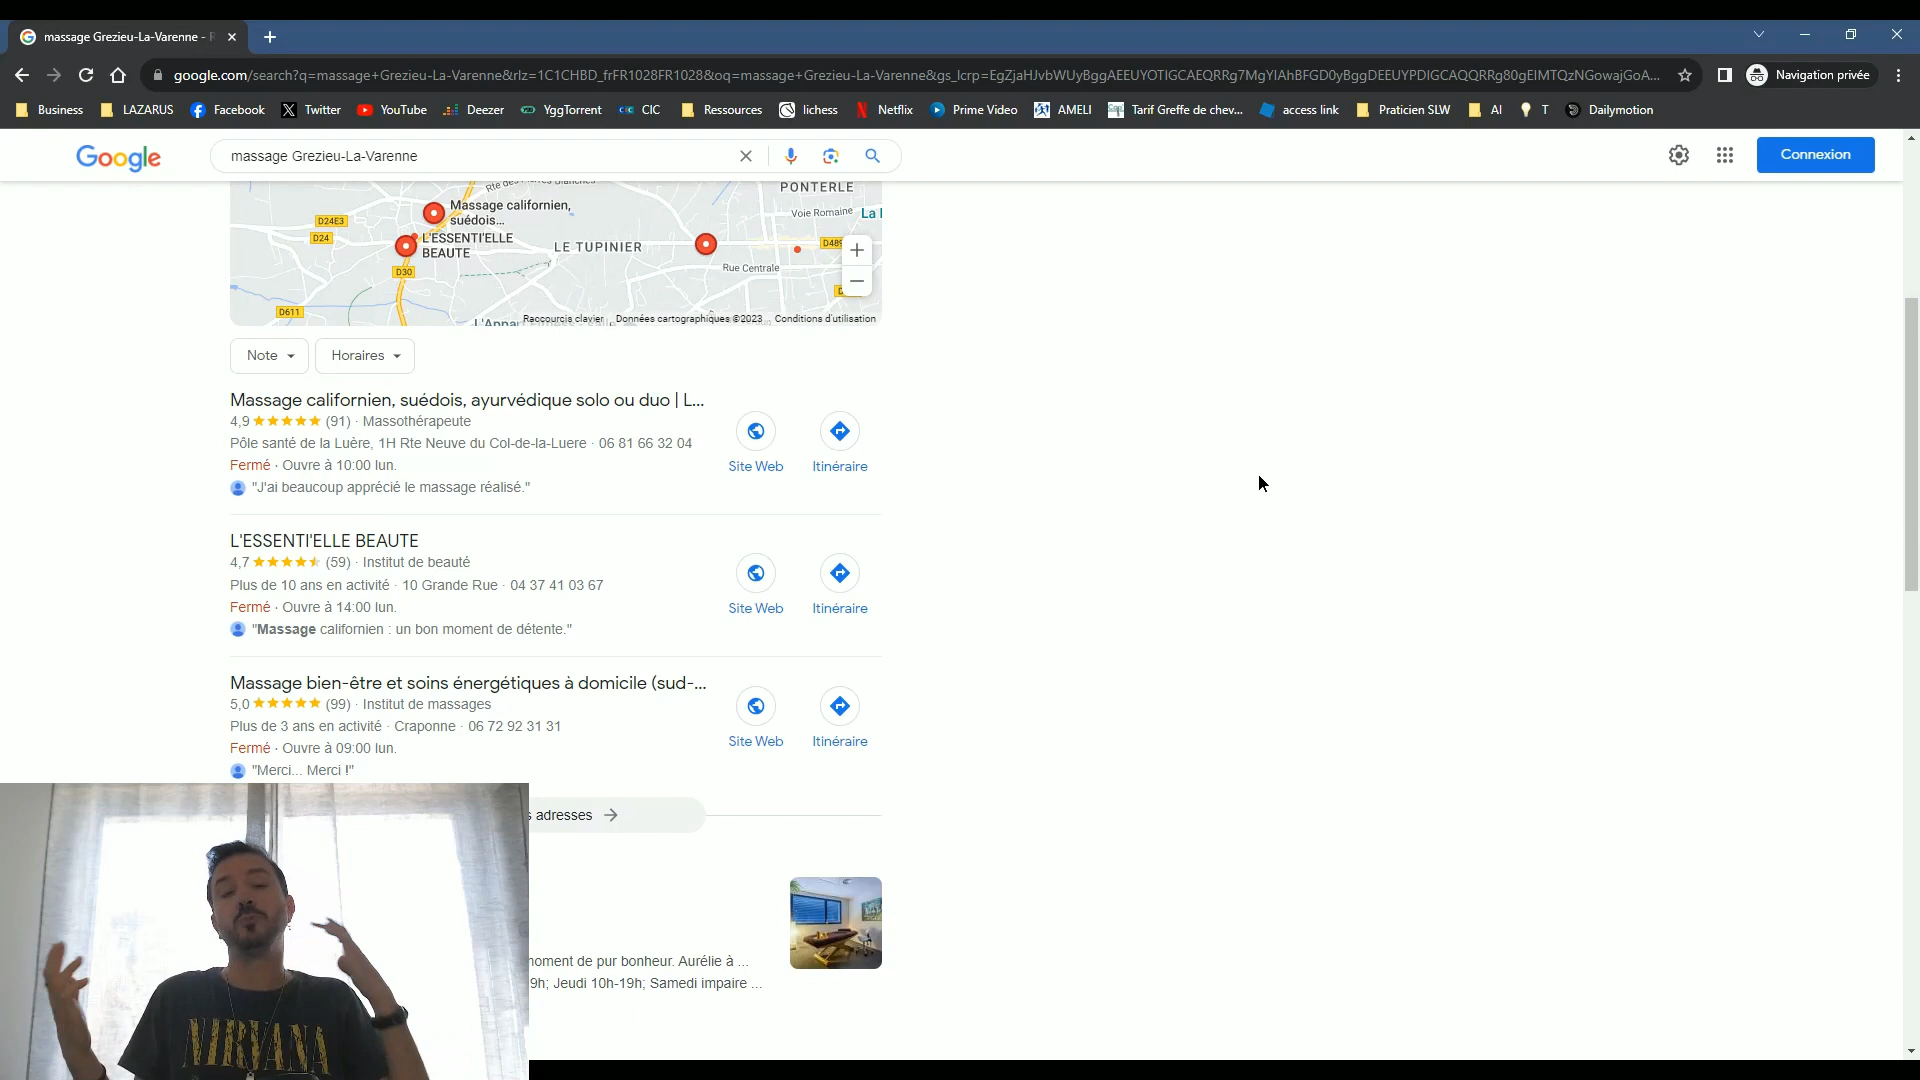 massage Grezieu-La-Varenne -
google.com/search?q=massage+Grezieu-La-Varenne&rlz=1C1CHBD_frFR1028FR1028&oq=massage+Grezieu-La-Varenne&gs_lcrp=EgZjaHJvbWUyBggAEEUYOTIGCAEQRRg7MgYIAhBFGD0yBggDEEUYPDIGCAQQRRg80gEIMTQzNGowajGoA...
Navigation privée
Business LAZARUS Facebook Twitter YouTube Deezer YggTorrent CIC Ressources lichess Netflix Prime Video AMELI Tarif Greffe de chev... access link Praticien SLW AI T Dailymotion
Google massage Grezieu-La-Varenne Connexion
Rte des Pierres Blanches
PONTERLE
Massage californien,
suédois...
Voie Romaine
D24E3
D24
L'ESSENTI'ELLE
BEAUTE
LE TUPINIER
D489
D30
Rue Centrale
D611
Raccourcis clavier Données cartographiques ©2023 Conditions d'utilisation
Note Horaires
Massage californien, suédois, ayurvédique solo ou duo | L...
4,9 (91) · Massothérapeute
Pôle santé de la Luère, 1H Rte Neuve du Col-de-la-Luere · 06 81 66 32 04
Fermé · Ouvre à 10:00 lun.
"J'ai beaucoup apprécié le massage réalisé."
Site Web Itinéraire
L'ESSENTI'ELLE BEAUTE
4,7 (59) · Institut de beauté
Plus de 10 ans en activité · 10 Grande Rue · 04 37 41 03 67
Fermé · Ouvre à 14:00 lun.
"Massage californien : un bon moment de détente."
Site Web Itinéraire
Massage bien-être et soins énergétiques à domicile (sud-...
5,0 (99) · Institut de massages
Plus de 3 ans en activité · Craponne · 06 72 92 31 31
Fermé · Ouvre à 09:00 lun.
"Merci... Merci !"
Site Web Itinéraire
adresses
moment de pur bonheur. Aurélie à ...
9h; Jeudi 10h-19h; Samedi impaire ...
NIRVANA